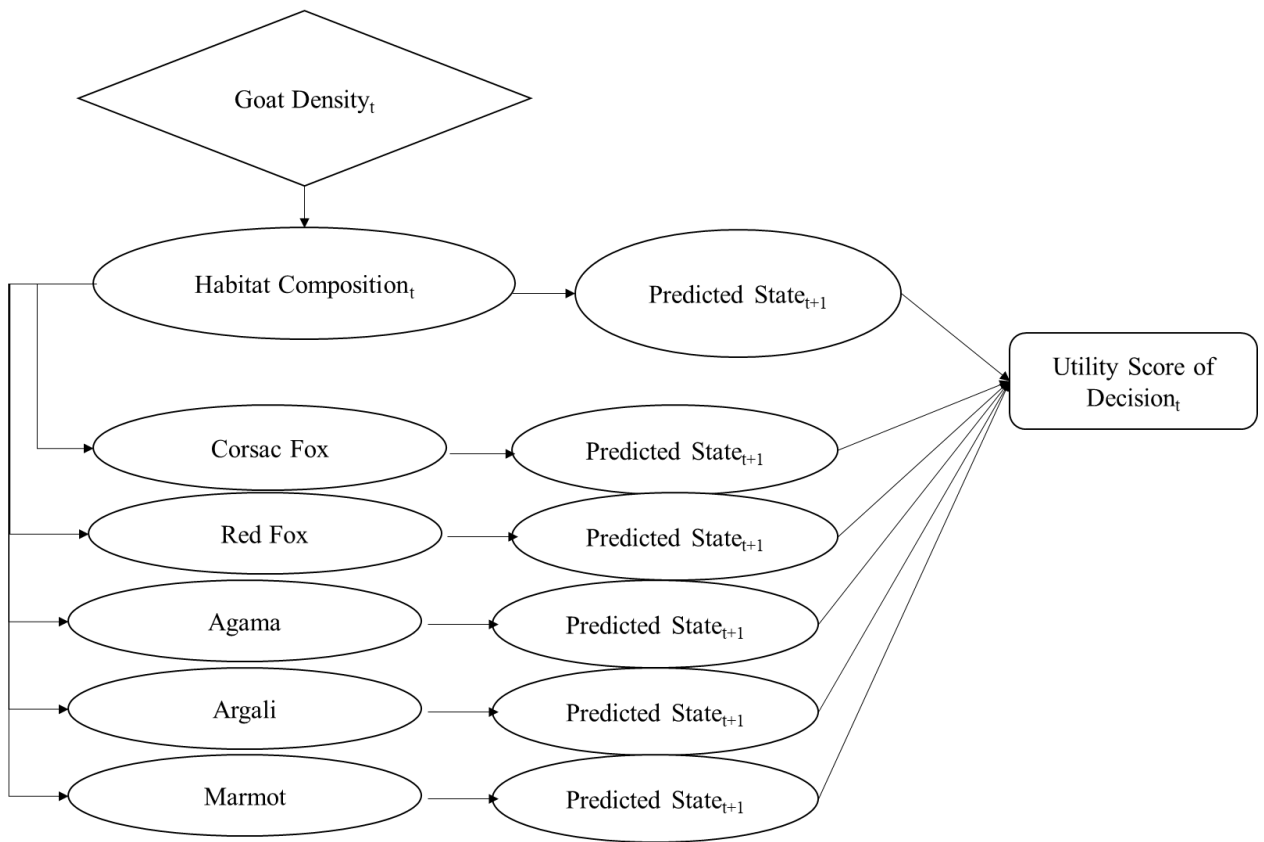 Goat Densityₜ
Habitat Compositionₜ
Predicted Stateₜ₊₁
Utility Score of
Decisionₜ
Corsac Fox
Predicted Stateₜ₊₁
Red Fox
Predicted Stateₜ₊₁
Agama
Predicted Stateₜ₊₁
Argali
Predicted Stateₜ₊₁
Marmot
Predicted Stateₜ₊₁